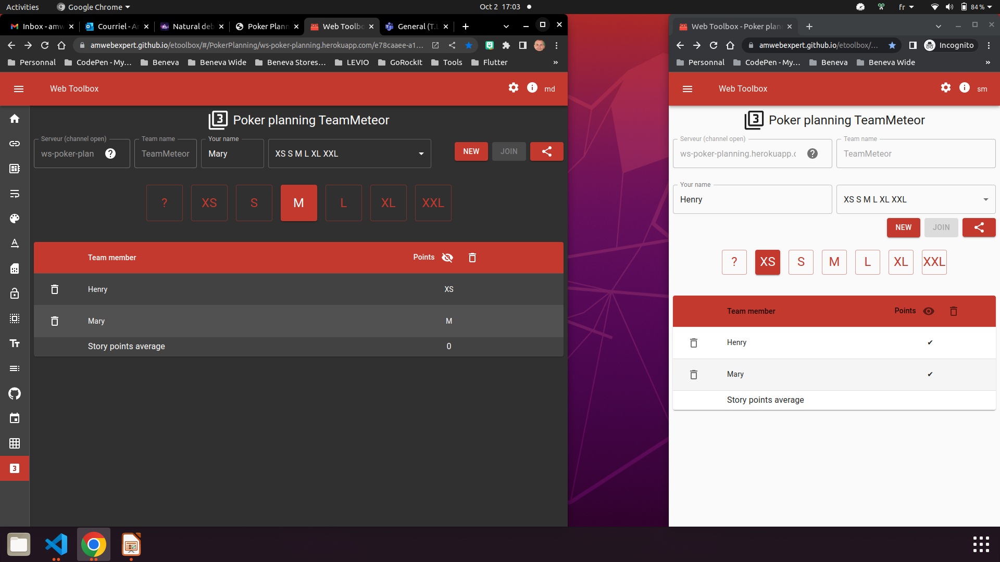 Activities
Google Chrome
Oct 2 17:03
fr
84 %
Inbox - amw
Courriel - A
Natural deb
Poker Plann
Web Toolbo
General (T.L
amwebexpert.github.io/etoolbox/#/PokerPlanning/ws-poker-planning.herokuapp.com/e78caaee-a1...
Personnal
CodePen - My...
Beneva
Beneva Wide
Beneva Stores...
LEVIO
GoRockIt
Tools
Flutter
»
Web Toolbox
md
3 Poker planning TeamMeteor
Serveur (channel open)
ws-poker-plan
Team name
TeamMeteor
Your name
Mary
XS S M L XL XXL
NEW
JOIN
? XS S M L XL XXL
Team member
Points
Henry XS
Mary M
Story points average 0
3
Web Toolbox - Poker plan
amwebexpert.github.io/etoolbox/...
Incognito
Personnal
CodePen - My...
Beneva
Beneva Wide
»
Web Toolbox
sm
3 Poker planning TeamMeteor
Serveur (channel open)
ws-poker-planning.herokuapp.c
Team name
TeamMeteor
Your name
Henry
XS S M L XL XXL
NEW
JOIN
? XS S M L XL XXL
Team member
Points
Henry ✔
Mary ✔
Story points average